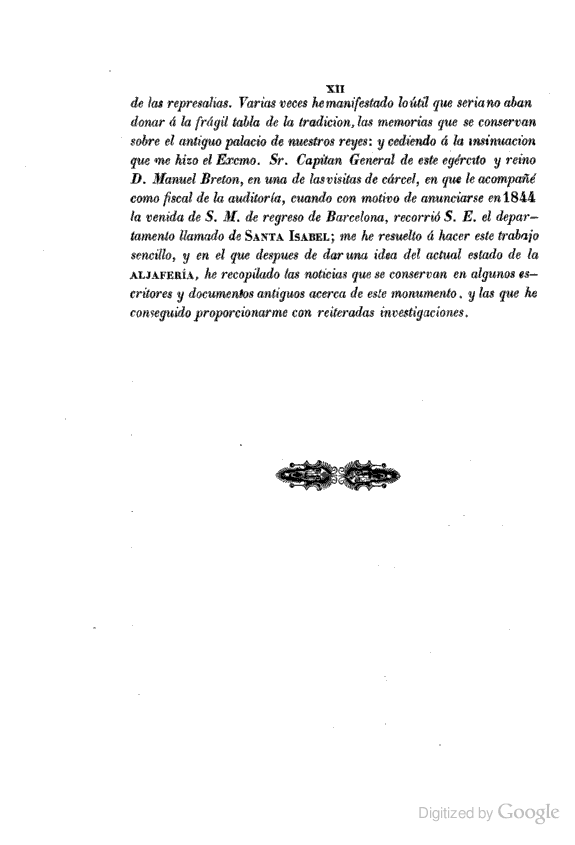 XII
de las represalias. Varias veces he manifestado lo útil que seria no aban
donar á la frágil tabla de la tradicion, las memorias que se conservan
sobre el antiguo palacio de nuestros reyes: y cediendo á la insinuacion
que me hizo el Excmo. Sr. Capitan General de este egército y reino
D. Manuel Breton, en una de las visitas de cárcel, en que le acompañé
como fiscal de la auditoría, cuando con motivo de anunciarse en 1844
la venida de S. M. de regreso de Barcelona, recorrió S. E. el depar-
tamento llamado de SANTA ISABEL; me he resuelto á hacer este trabajo
sencillo, y en el que despues de dar una idea del actual estado de la
ALJAFERÍA, he recopilado las noticias que se conservan en algunos es-
critores y documentos antiguos acerca de este monumento. y las que he
conseguido proporcionarme con reiteradas investigaciones.
Digitized by Google